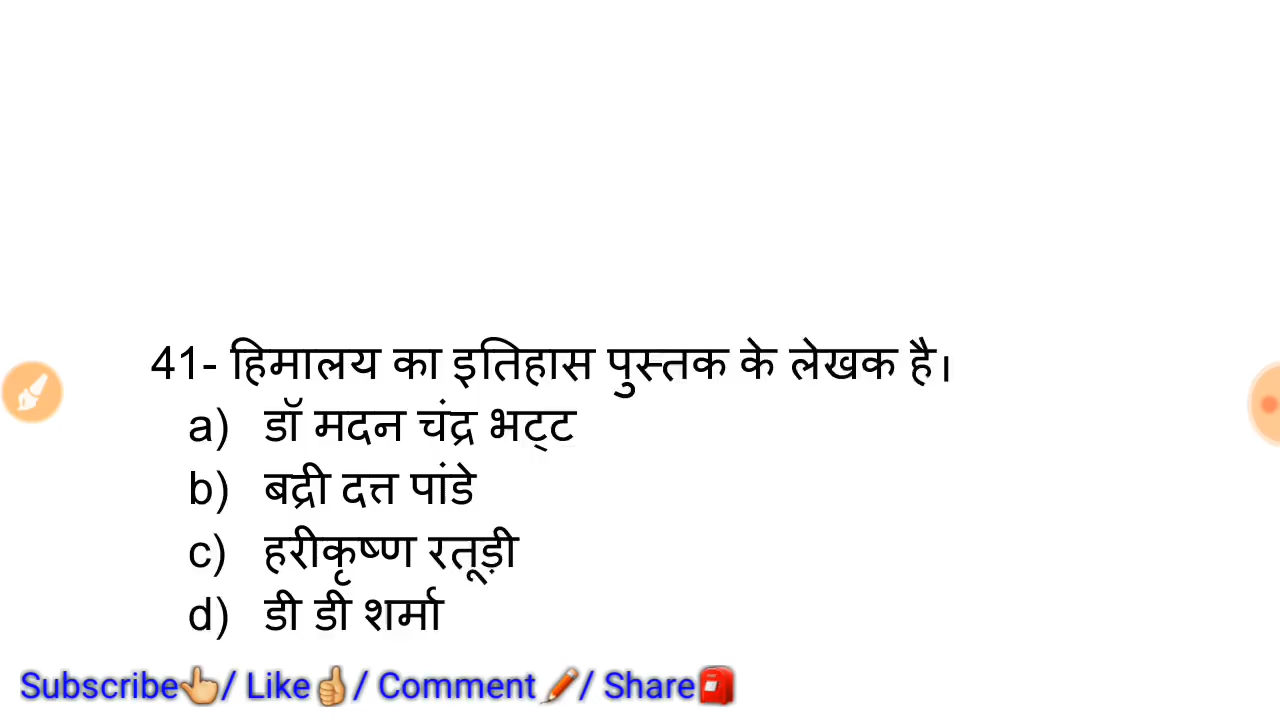 41- हिमालय का इतिहास पुस्तक के लेखक है।
a) डॉ मदन चंद्र भट्ट
b) बद्री दत्त पांडे
c) हरीकृष्ण रतूड़ी
d) डी डी शर्मा
Subscribe👆/ Like👍/ Comment✏️/ Share📮